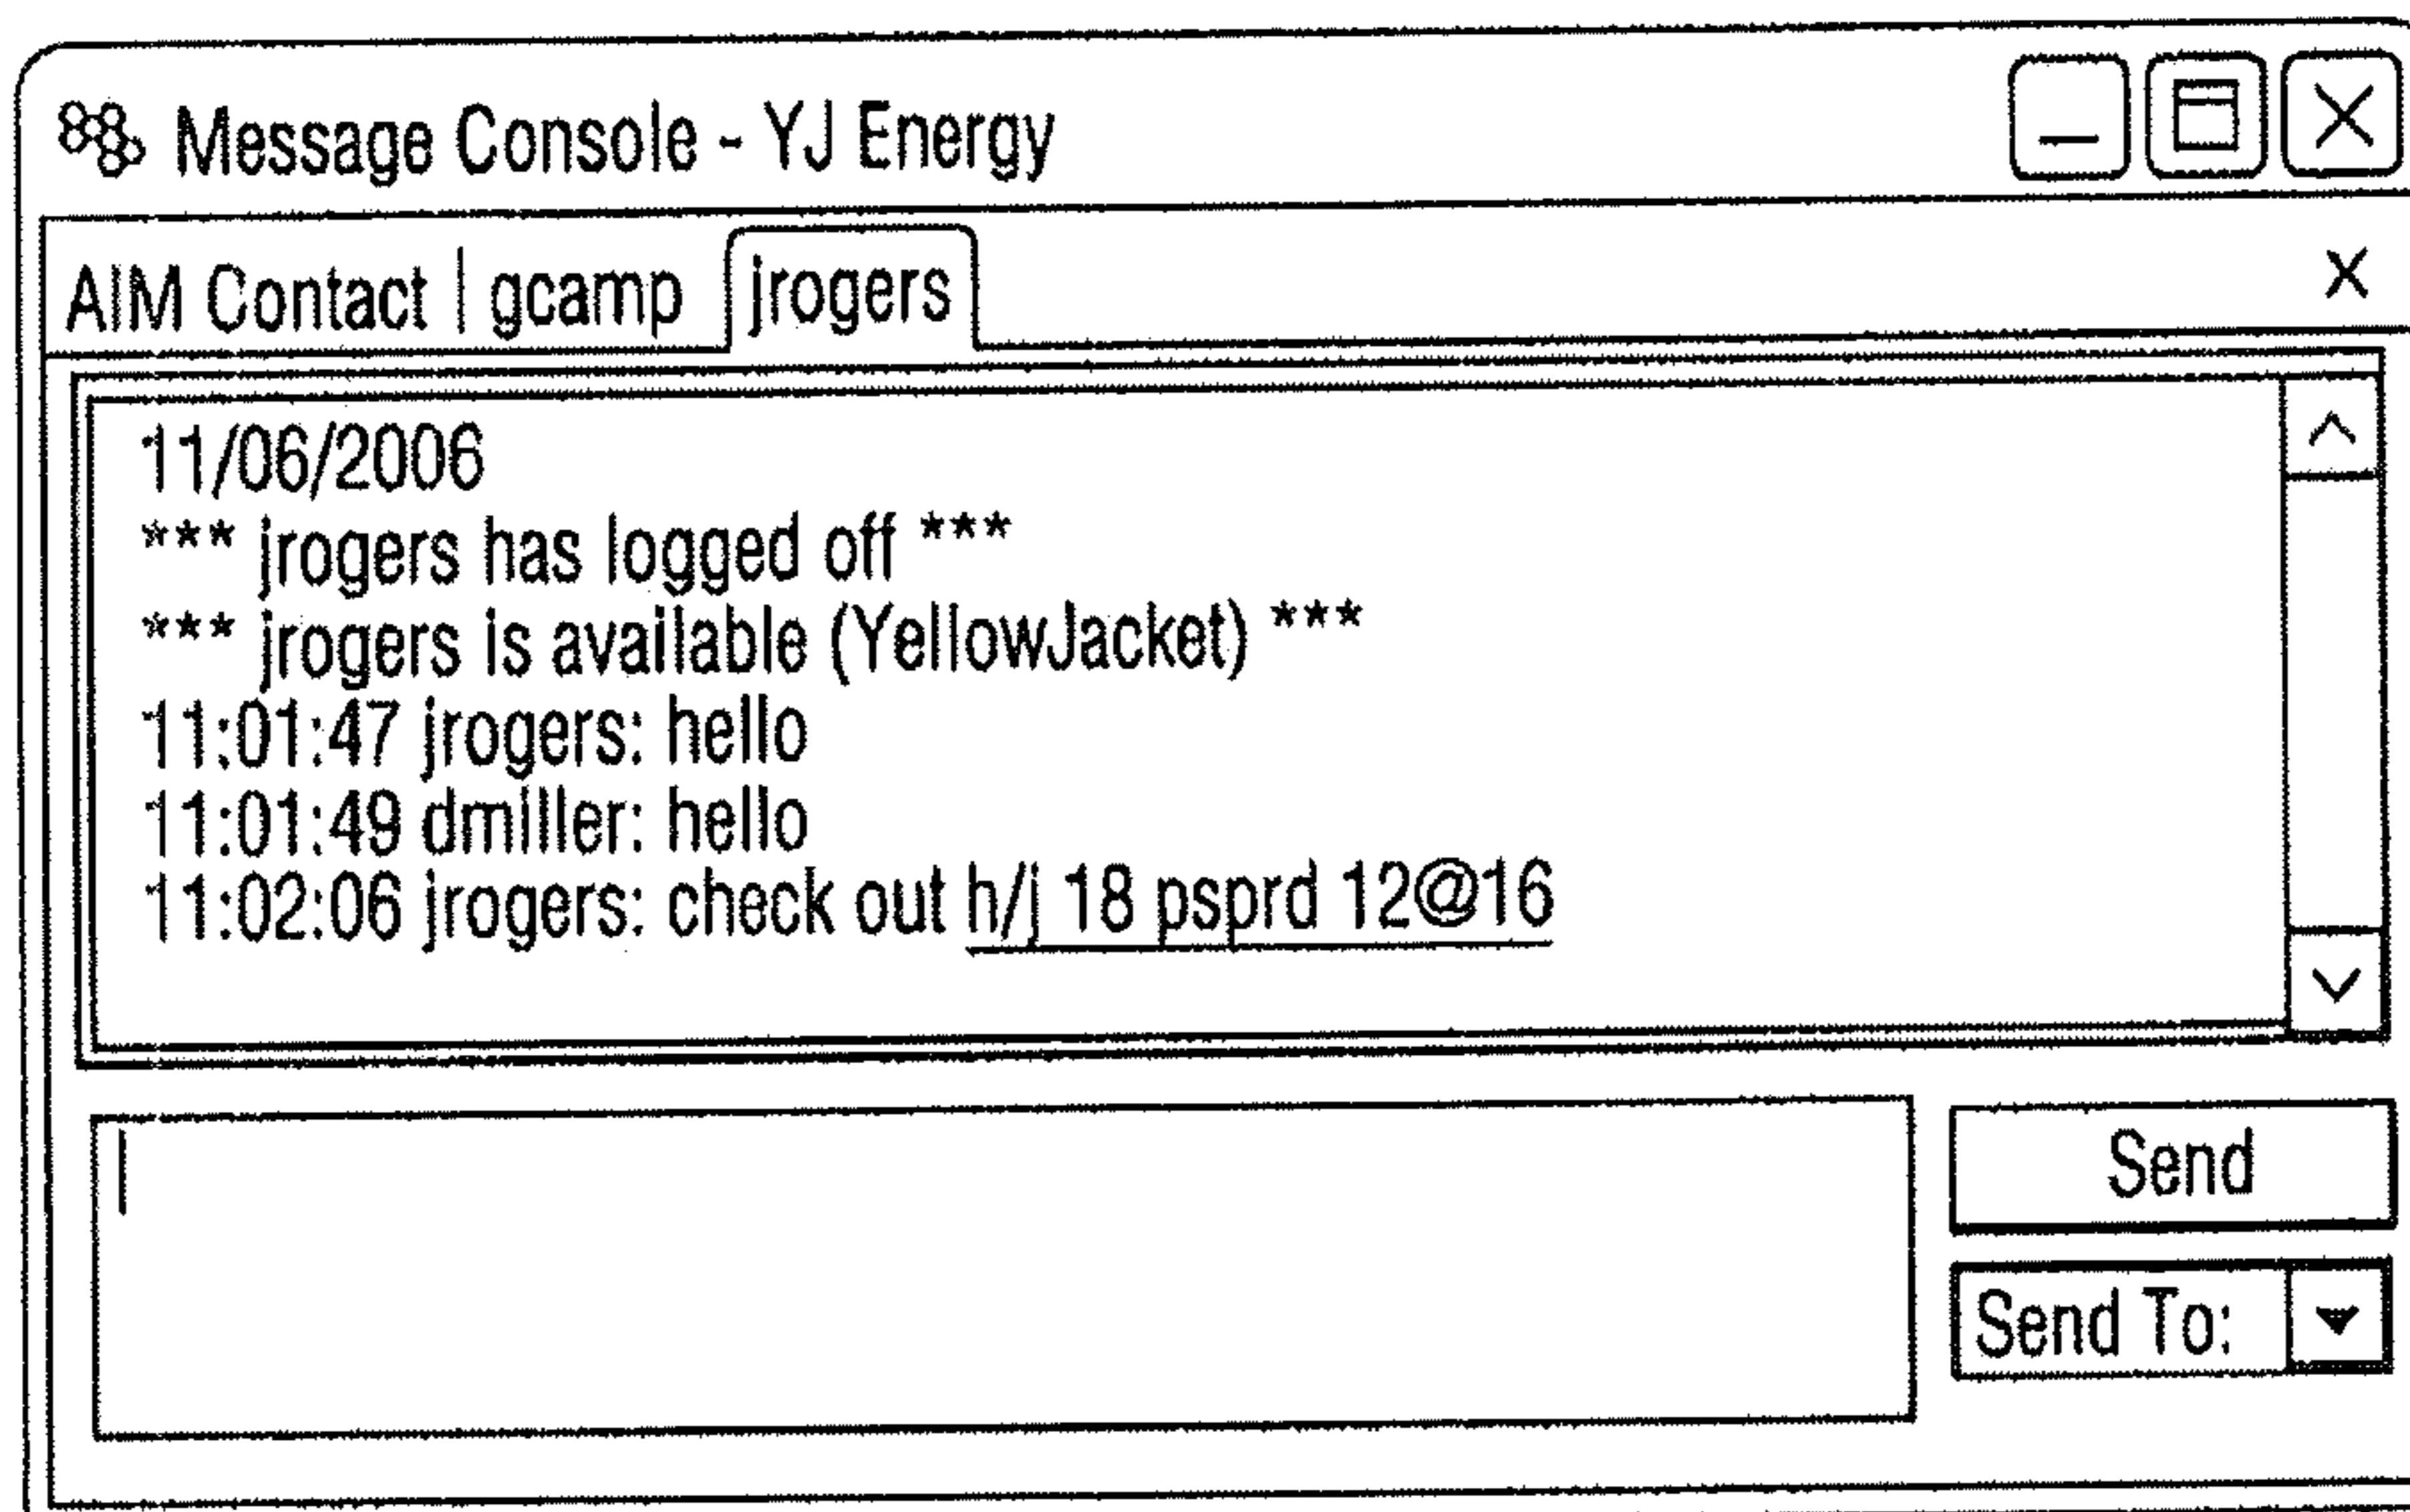 Message Console - YJ Energy
AIM Contact | gcamp jrogers X
11/06/2006
*** jrogers has logged off ***
*** jrogers is available (YellowJacket) ***
11:01:47 jrogers: hello
11:01:49 dmiller: hello
11:02:06 jrogers: check out h/j 18 psprd 12@16
Send
Send To: